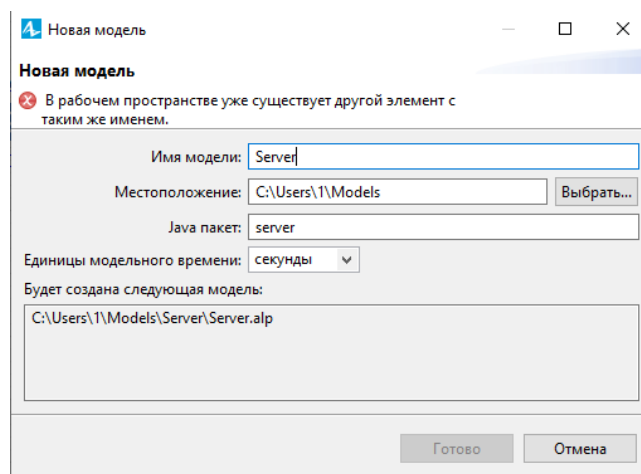 Новая модель
Новая модель
В рабочем пространстве уже существует другой элемент с
таким же именем.
Имя модели: Server
Местоположение: C:\Users\1\Models Выбрать...
Java пакет: server
Единицы модельного времени: секунды
Будет создана следующая модель:
C:\Users\1\Models\Server\Server.alp
Готово Отмена